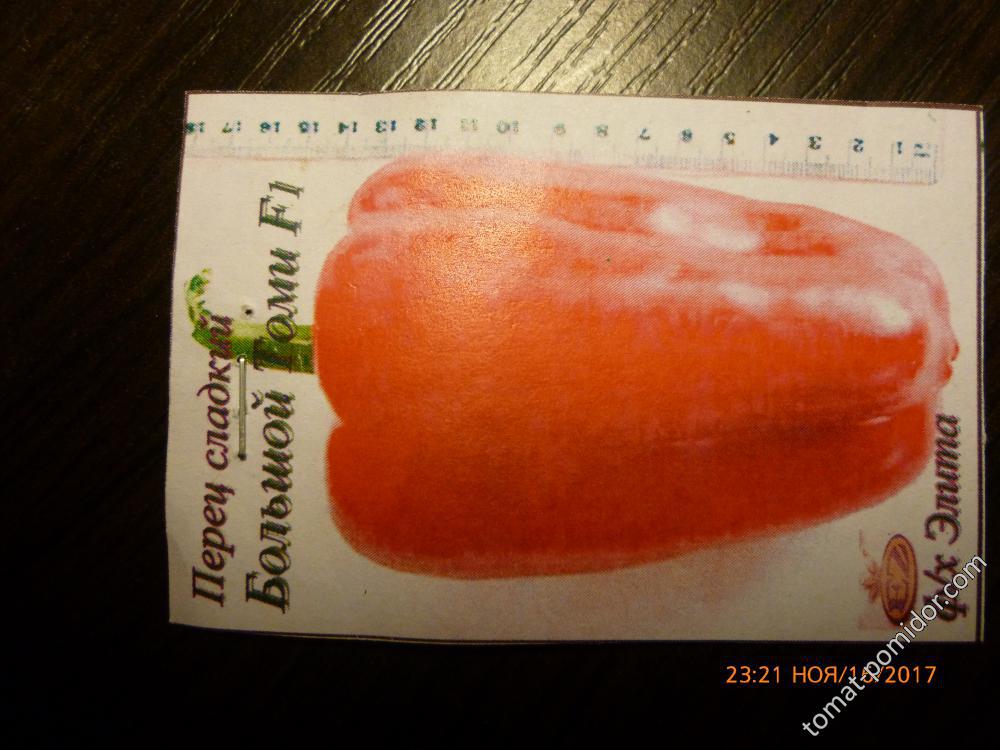 Перец сладкий
Большой Томи F1
18 17 16 15 14 13 12 11 10 9 8 7 6 5 4 3 2 1
ф/х Элита
23:21 НОЯ/16/2017
tomat-pomidor.com